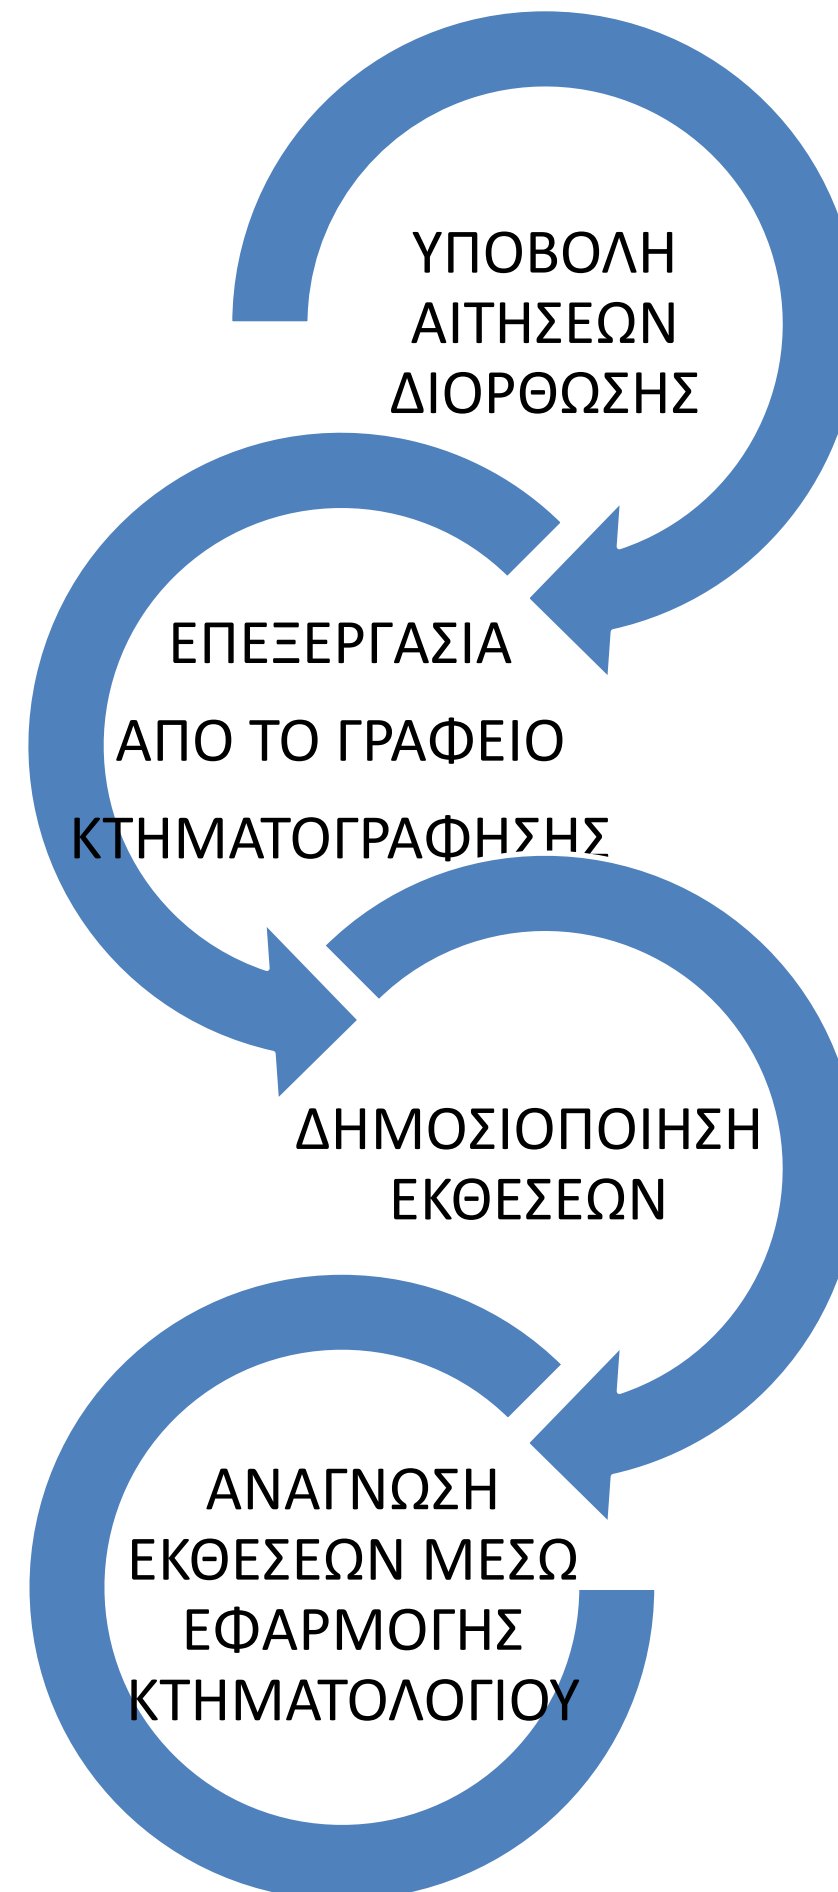 ΥΠΟΒΟΛΗ
ΑΙΤΗΣΕΩΝ
ΔΙΟΡΘΩΣΗΣ
ΕΠΕΞΕΡΓΑΣΙΑ
ΑΠΟ ΤΟ ΓΡΑΦΕΙΟ
ΚΤΗΜΑΤΟΓΡΑΦΗΣΗΣ
ΔΗΜΟΣΙΟΠΟΙΗΣΗ
ΕΚΘΕΣΕΩΝ
ΑΝΑΓΝΩΣΗ
ΕΚΘΕΣΕΩΝ ΜΕΣΩ
ΕΦΑΡΜΟΓΗΣ
ΚΤΗΜΑΤΟΛΟΓΙΟΥ